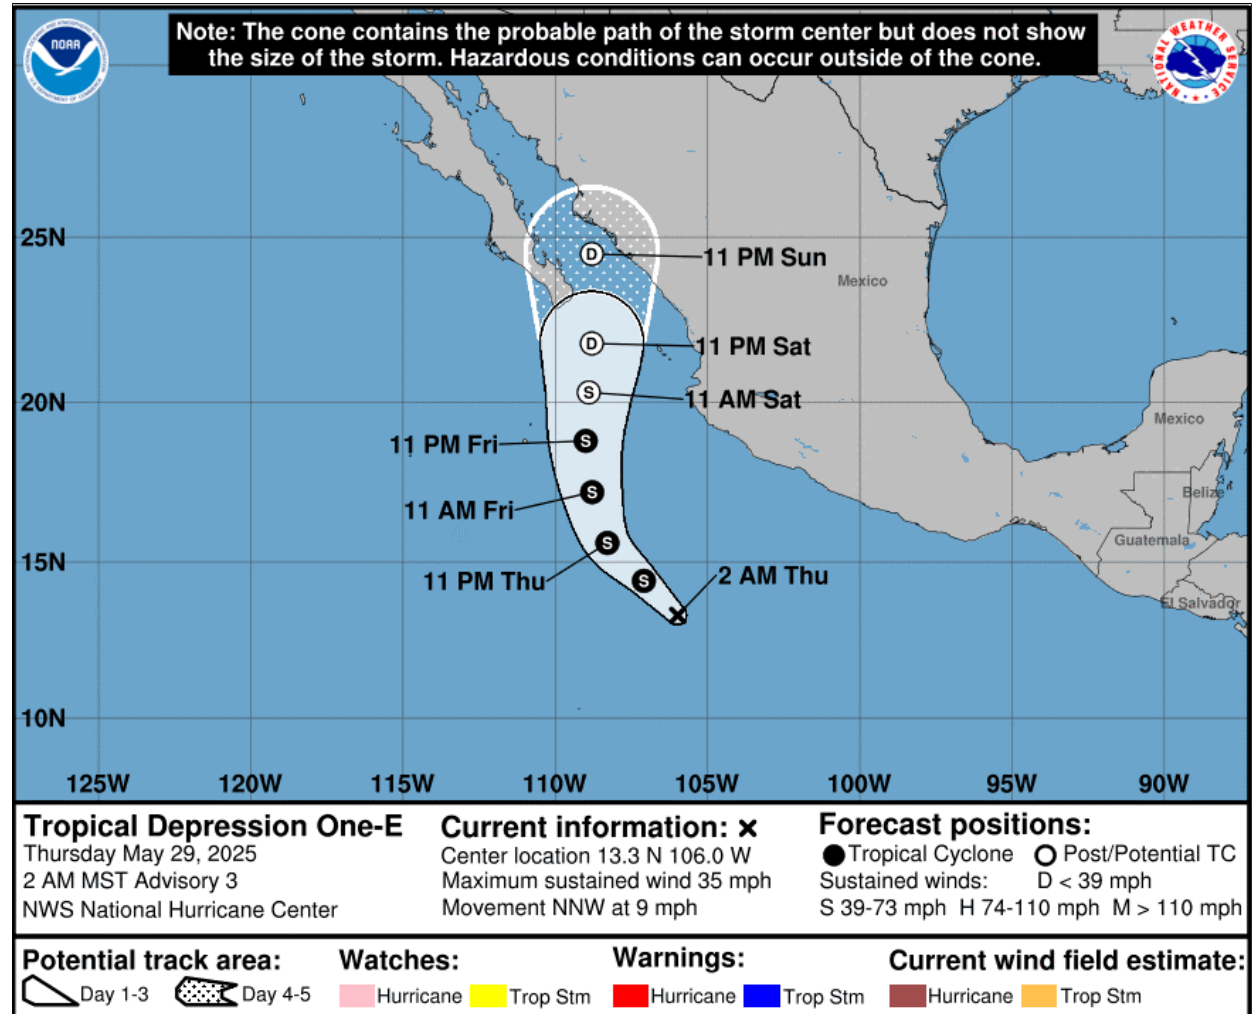 Note: The cone contains the probable path of the storm center but does not show
the size of the storm. Hazardous conditions can occur outside of the cone.
NOAA
NATIONAL WEATHER SERVICE
25N
20N
15N
10N
125W 120W 115W 110W 105W 100W 95W 90W
D
11 PM Sun
Mexico
D
11 PM Sat
S
11 AM Sat
Mexico
11 PM Fri
S
Belize
11 AM Fri
S
Guatemala
S
11 PM Thu
S
2 AM Thu
El Salvador
Tropical Depression One-E
Thursday May 29, 2025
2 AM MST Advisory 3
NWS National Hurricane Center
Current information: ×
Center location 13.3 N 106.0 W
Maximum sustained wind 35 mph
Movement NNW at 9 mph
Forecast positions:
Tropical Cyclone Post/Potential TC
Sustained winds: D < 39 mph
S 39-73 mph H 74-110 mph M > 110 mph
Potential track area:
Day 1-3 Day 4-5
Watches:
Hurricane Trop Stm
Warnings:
Hurricane Trop Stm
Current wind field estimate:
Hurricane Trop Stm